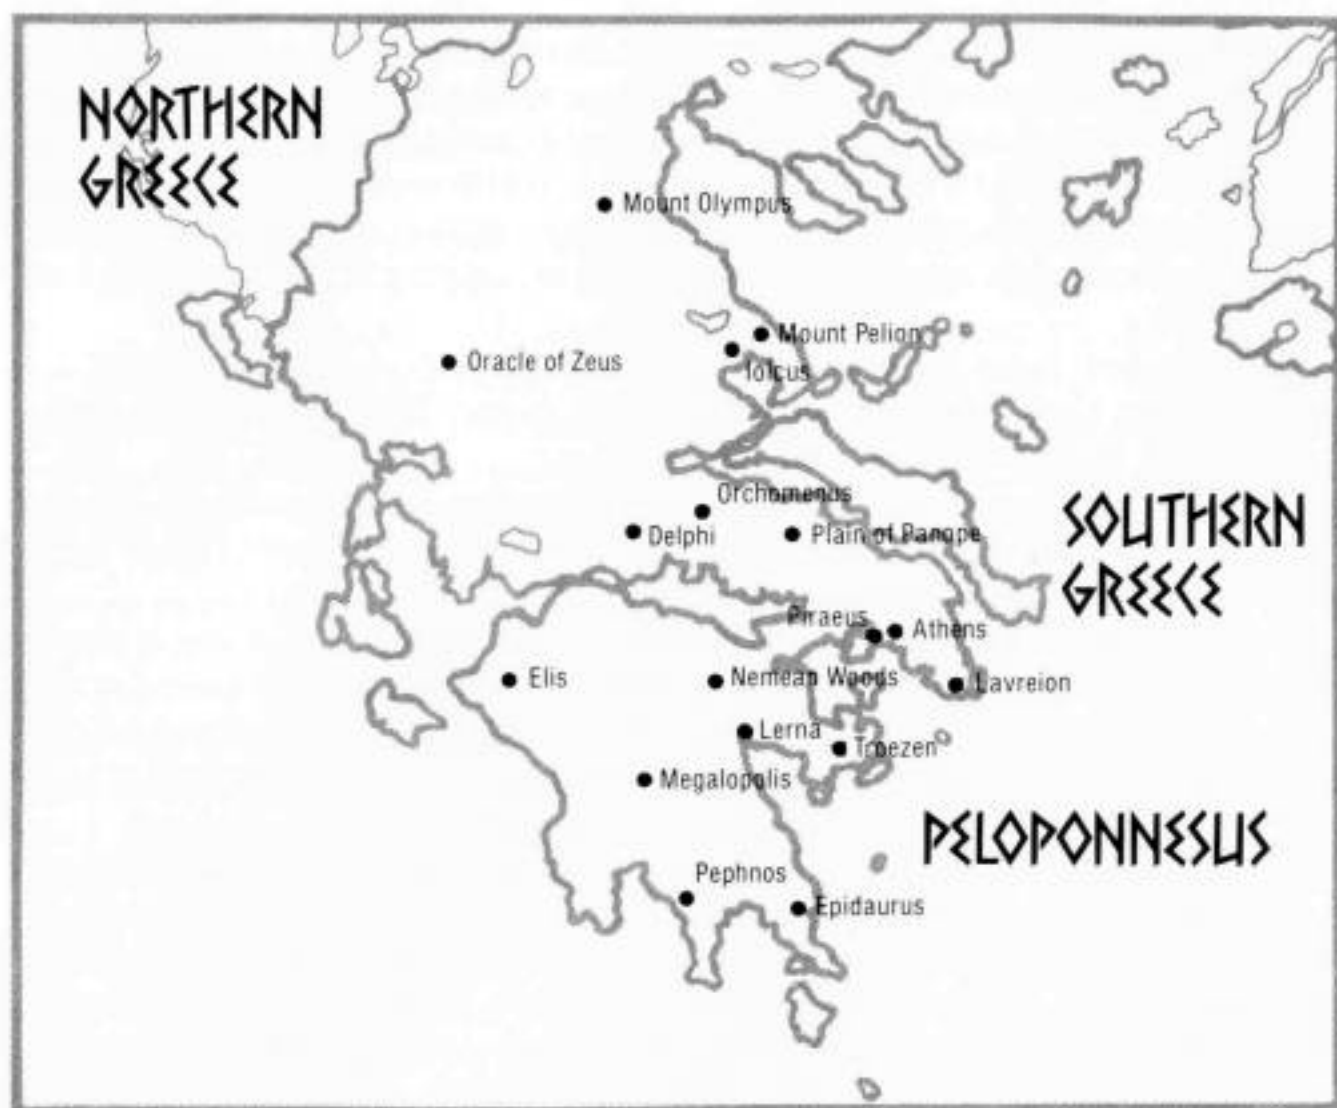 NORTHERN
GREECE
Mount Olympus
Mount Pelion
Iolcus
Oracle of Zeus
Orchomenus
Delphi
Plain of Panope
SOUTHERN
GREECE
Piraeus
Athens
Elis
Nemean Woods
Lavreion
Lerna
Troezen
Megalopolis
PELOPONNESUS
Pephnos
Epidaurus